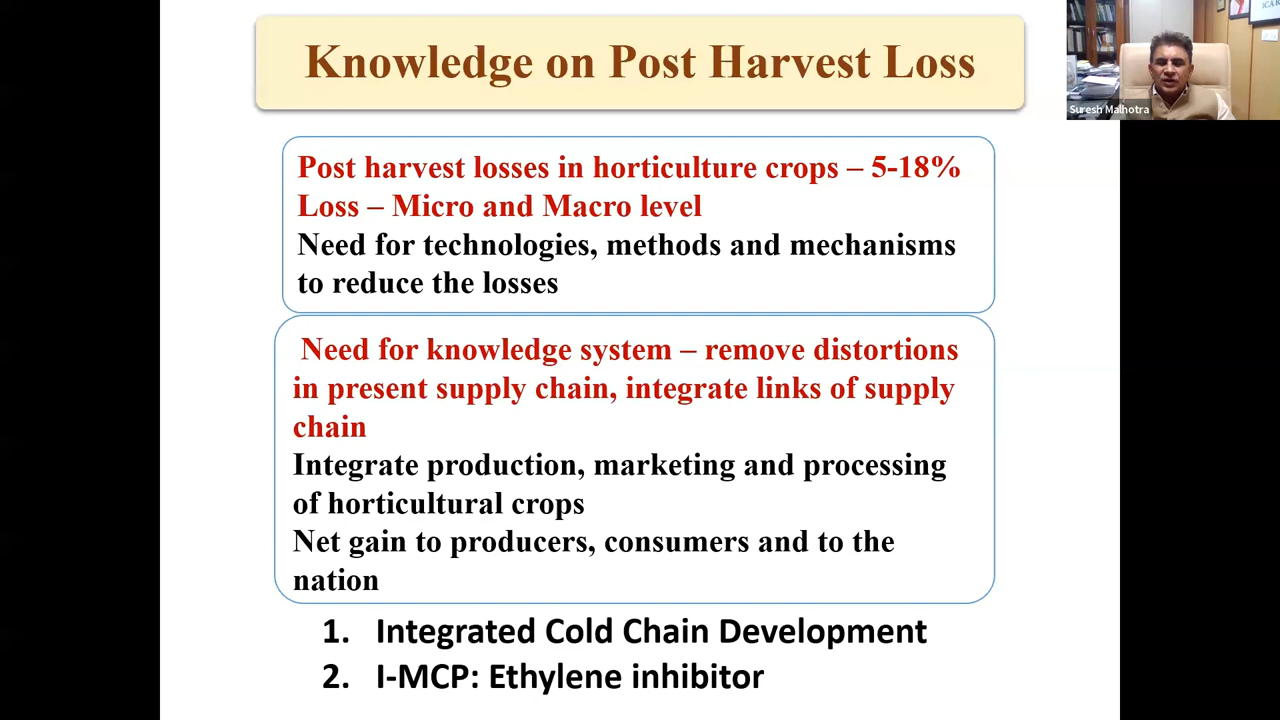 Knowledge on Post Harvest Loss
ICAR
Suresh Malhotra
Post harvest losses in horticulture crops – 5-18%
Loss – Micro and Macro level
Need for technologies, methods and mechanisms
to reduce the losses
Need for knowledge system – remove distortions
in present supply chain, integrate links of supply
chain
Integrate production, marketing and processing
of horticultural crops
Net gain to producers, consumers and to the
nation
1. Integrated Cold Chain Development
2. I-MCP: Ethylene inhibitor